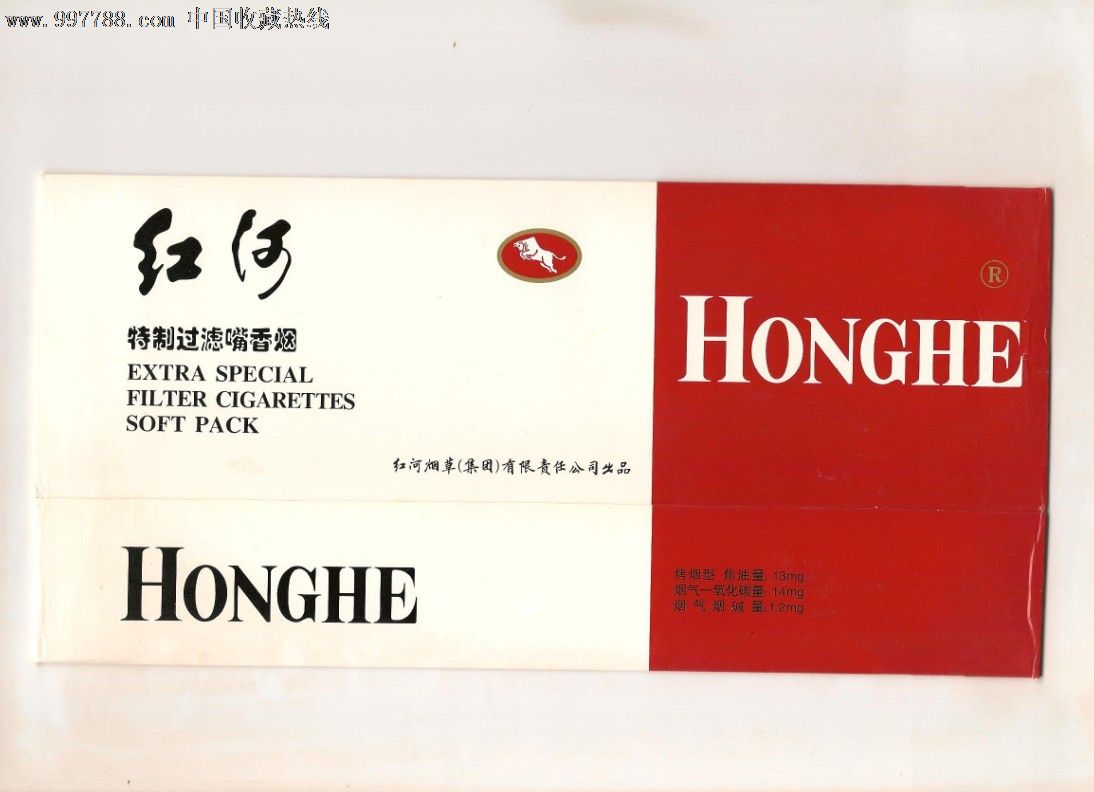 www.997788.com 中国收藏热线
红河
特制过滤嘴香烟
EXTRA SPECIAL
FILTER CIGARETTES
SOFT PACK
红河烟草(集团)有限责任公司出品
®
HONGHE
HONGHE
烤烟型 焦油量: 13mg
烟气一氧化碳量: 14mg
烟气烟碱量: 1.2mg